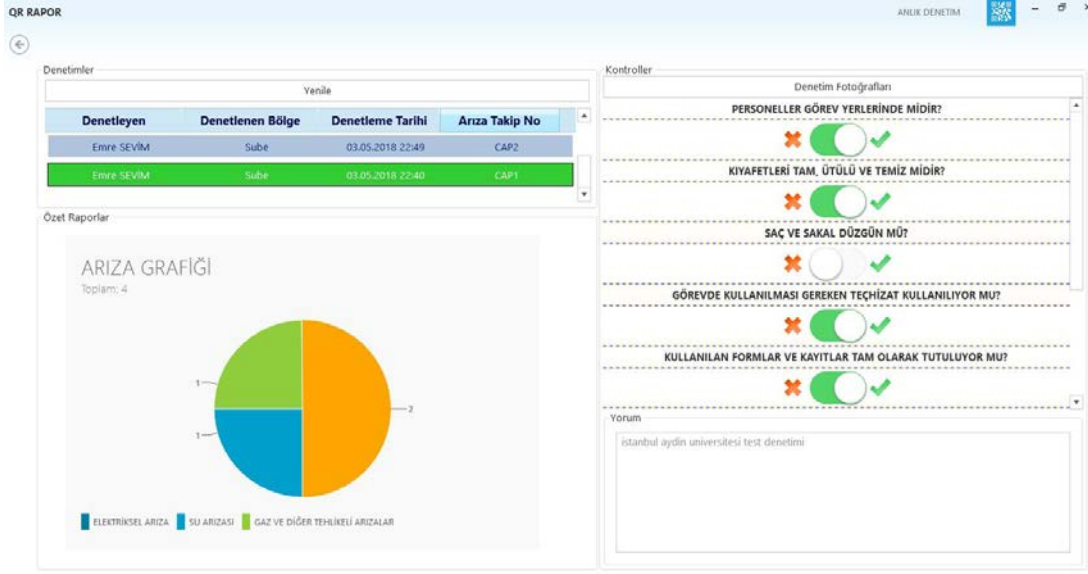 QR RAPOR
ANLIK DENETİM
Denetimler
Yenile
Denetleyen Denetlenen Bölge Denetleme Tarihi Arıza Takip No
Emre SEVİM Sube 03.05.2018 22:49 CAP2
Emre SEVİM Sube 03.05.2018 22:40 CAP1
Özet Raporlar
ARIZA GRAFİĞİ
Toplam: 4
1
2
1
ELEKTRİKSEL ARIZA SU ARIZASI GAZ VE DİĞER TEHLİKELİ ARIZALAR
Kontroller
Denetim Fotoğrafları
PERSONELLER GÖREV YERLERİNDE MİDİR?
KIYAFETLERİ TAM, ÜTÜLÜ VE TEMİZ MİDİR?
SAÇ VE SAKAL DÜZGÜN MÜ?
GÖREVDE KULLANILMASI GEREKEN TEÇHİZAT KULLANILIYOR MU?
KULLANILAN FORMLAR VE KAYITLAR TAM OLARAK TUTULUYOR MU?
Yorum
istanbul aydin universitesi test denetimi